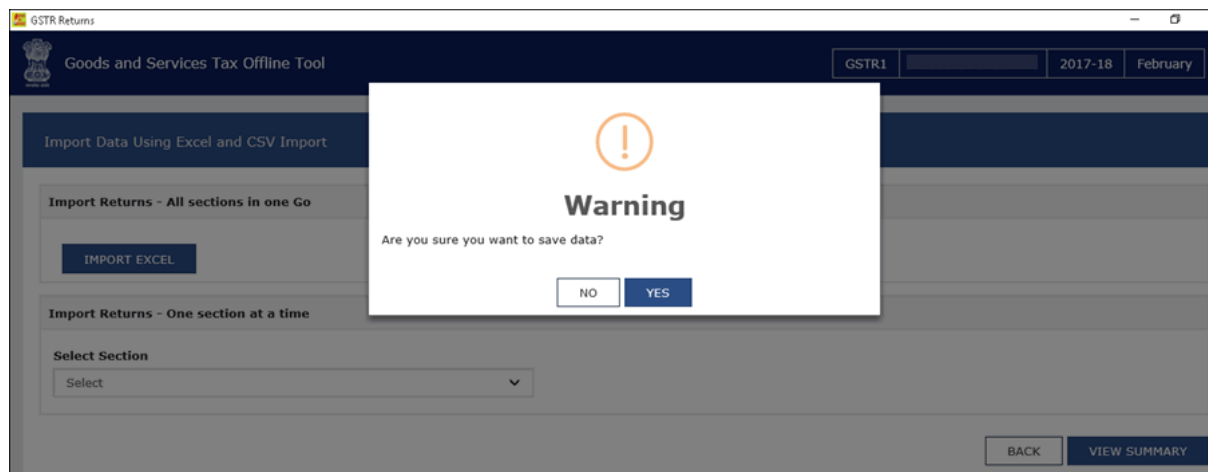 GSTR Returns
Goods and Services Tax Offline Tool
GSTR1 2017-18 February
Import Data Using Excel and CSV Import
Import Returns - All sections in one Go
IMPORT EXCEL
Warning
Are you sure you want to save data?
NO YES
Import Returns - One section at a time
Select Section
Select
BACK VIEW SUMMARY